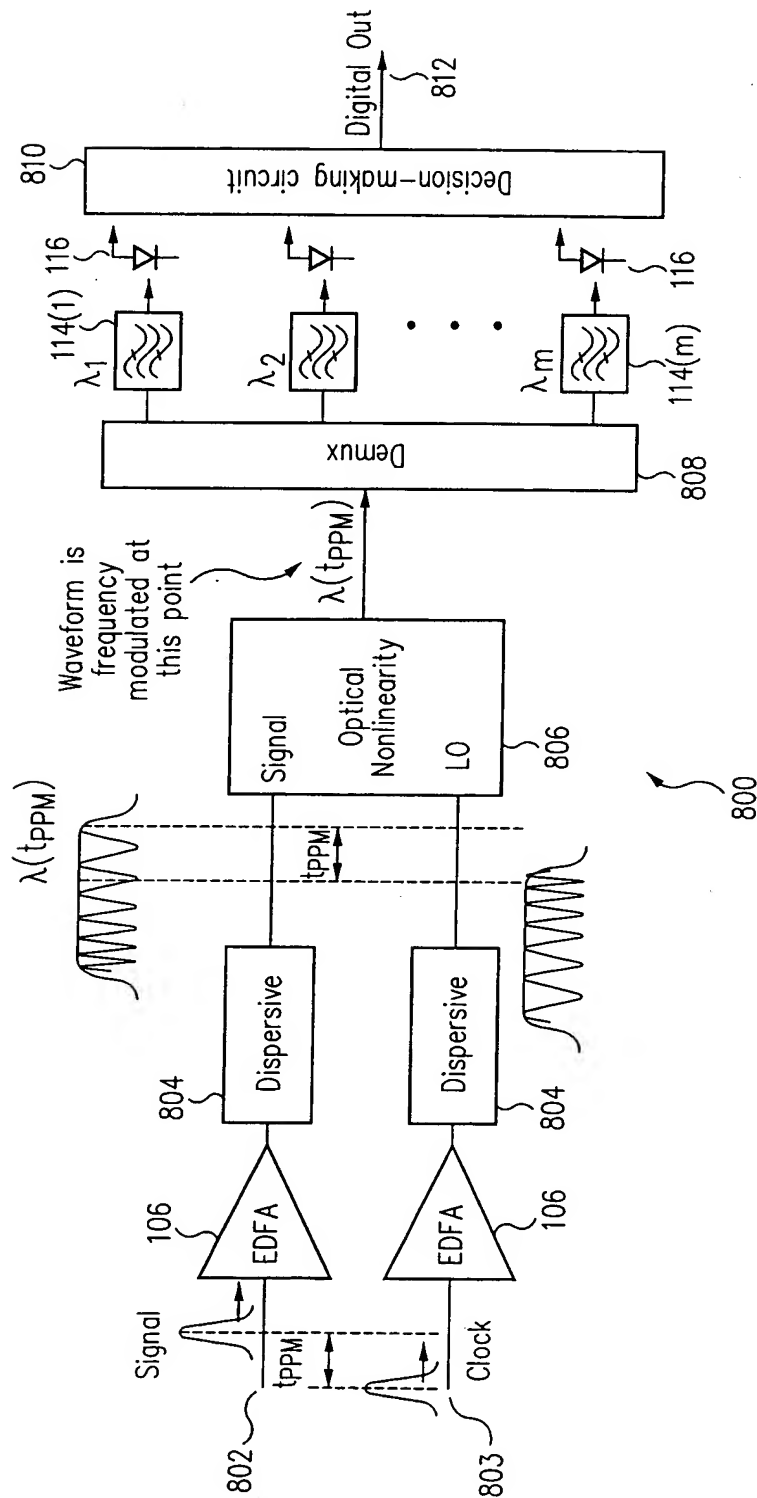 Signal
tPPM
802
803
Clock
106
EDFA
106
EDFA
804
Dispersive
804
Dispersive
λ(tPPM)
tPPM
Signal
Optical
Nonlinearity
LO
806
800
Waveform is
frequency
modulated at
this point
λ(tPPM)
Demux
808
λ1
114(1)
λ2
λm
114(m)
116
116
810
Decision-making circuit
Digital Out
812